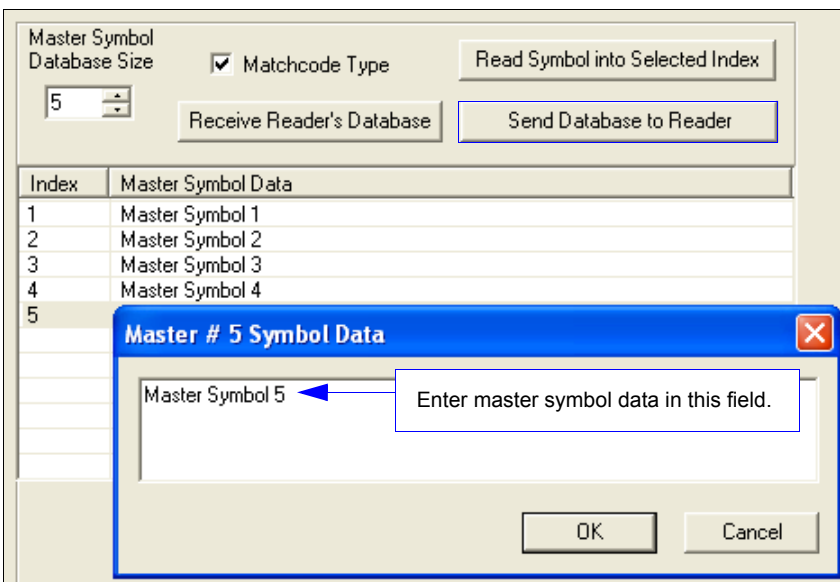 Master Symbol
Database Size
Matchcode Type
Read Symbol into Selected Index
5
Receive Reader's Database
Send Database to Reader
Index Master Symbol Data
1 Master Symbol 1
2 Master Symbol 2
3 Master Symbol 3
4 Master Symbol 4
5
Master # 5 Symbol Data
Master Symbol 5
Enter master symbol data in this field.
OK Cancel